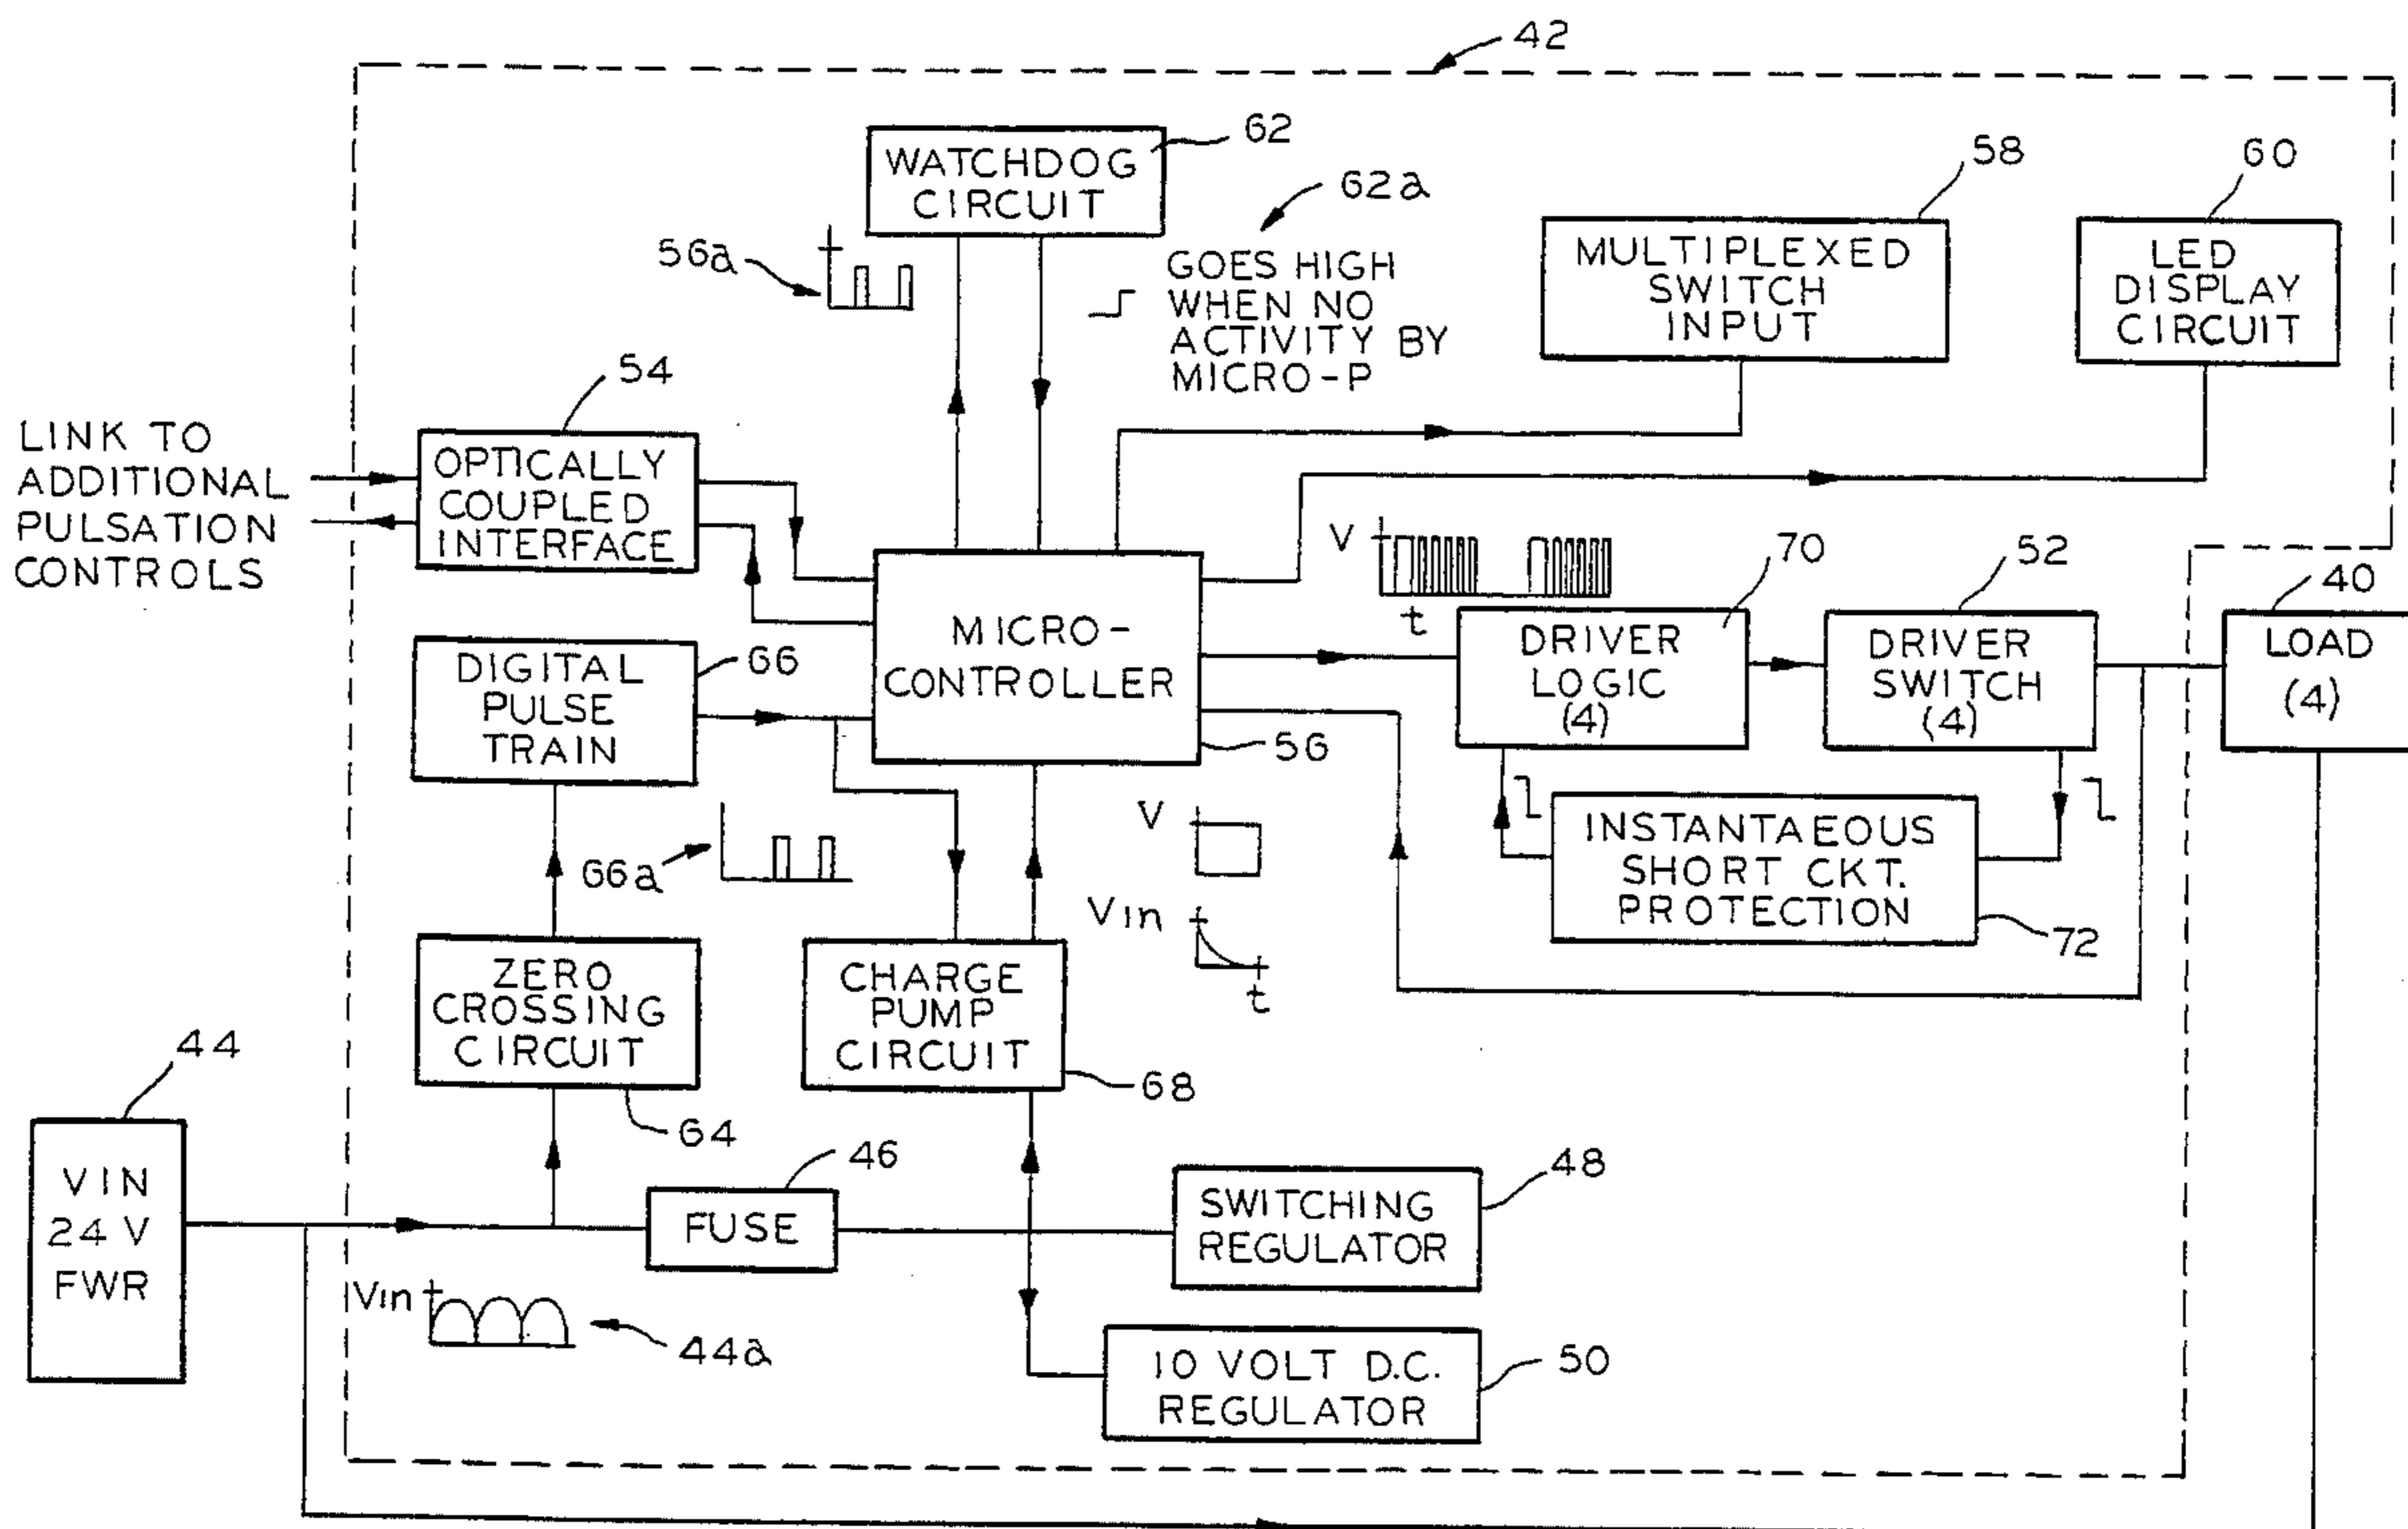 42
WATCHDOG
CIRCUIT
62
62a
56a
GOES HIGH
WHEN NO
ACTIVITY BY
MICRO-P
58
MULTIPLEXED
SWITCH
INPUT
60
LED
DISPLAY
CIRCUIT
LINK TO
ADDITIONAL
PULSATION
CONTROLS
54
OPTICALLY
COUPLED
INTERFACE
DIGITAL
PULSE
TRAIN
66
MICRO-
CONTROLLER
56
V
t
70
DRIVER
LOGIC
(4)
52
DRIVER
SWITCH
(4)
40
LOAD
(4)
66a
V
Vin
t
INSTANTAEOUS
SHORT CKT.
PROTECTION
72
ZERO
CROSSING
CIRCUIT
64
CHARGE
PUMP
CIRCUIT
68
44
VIN
24 V
FWR
46
FUSE
48
SWITCHING
REGULATOR
Vin
44a
10 VOLT D.C.
REGULATOR
50